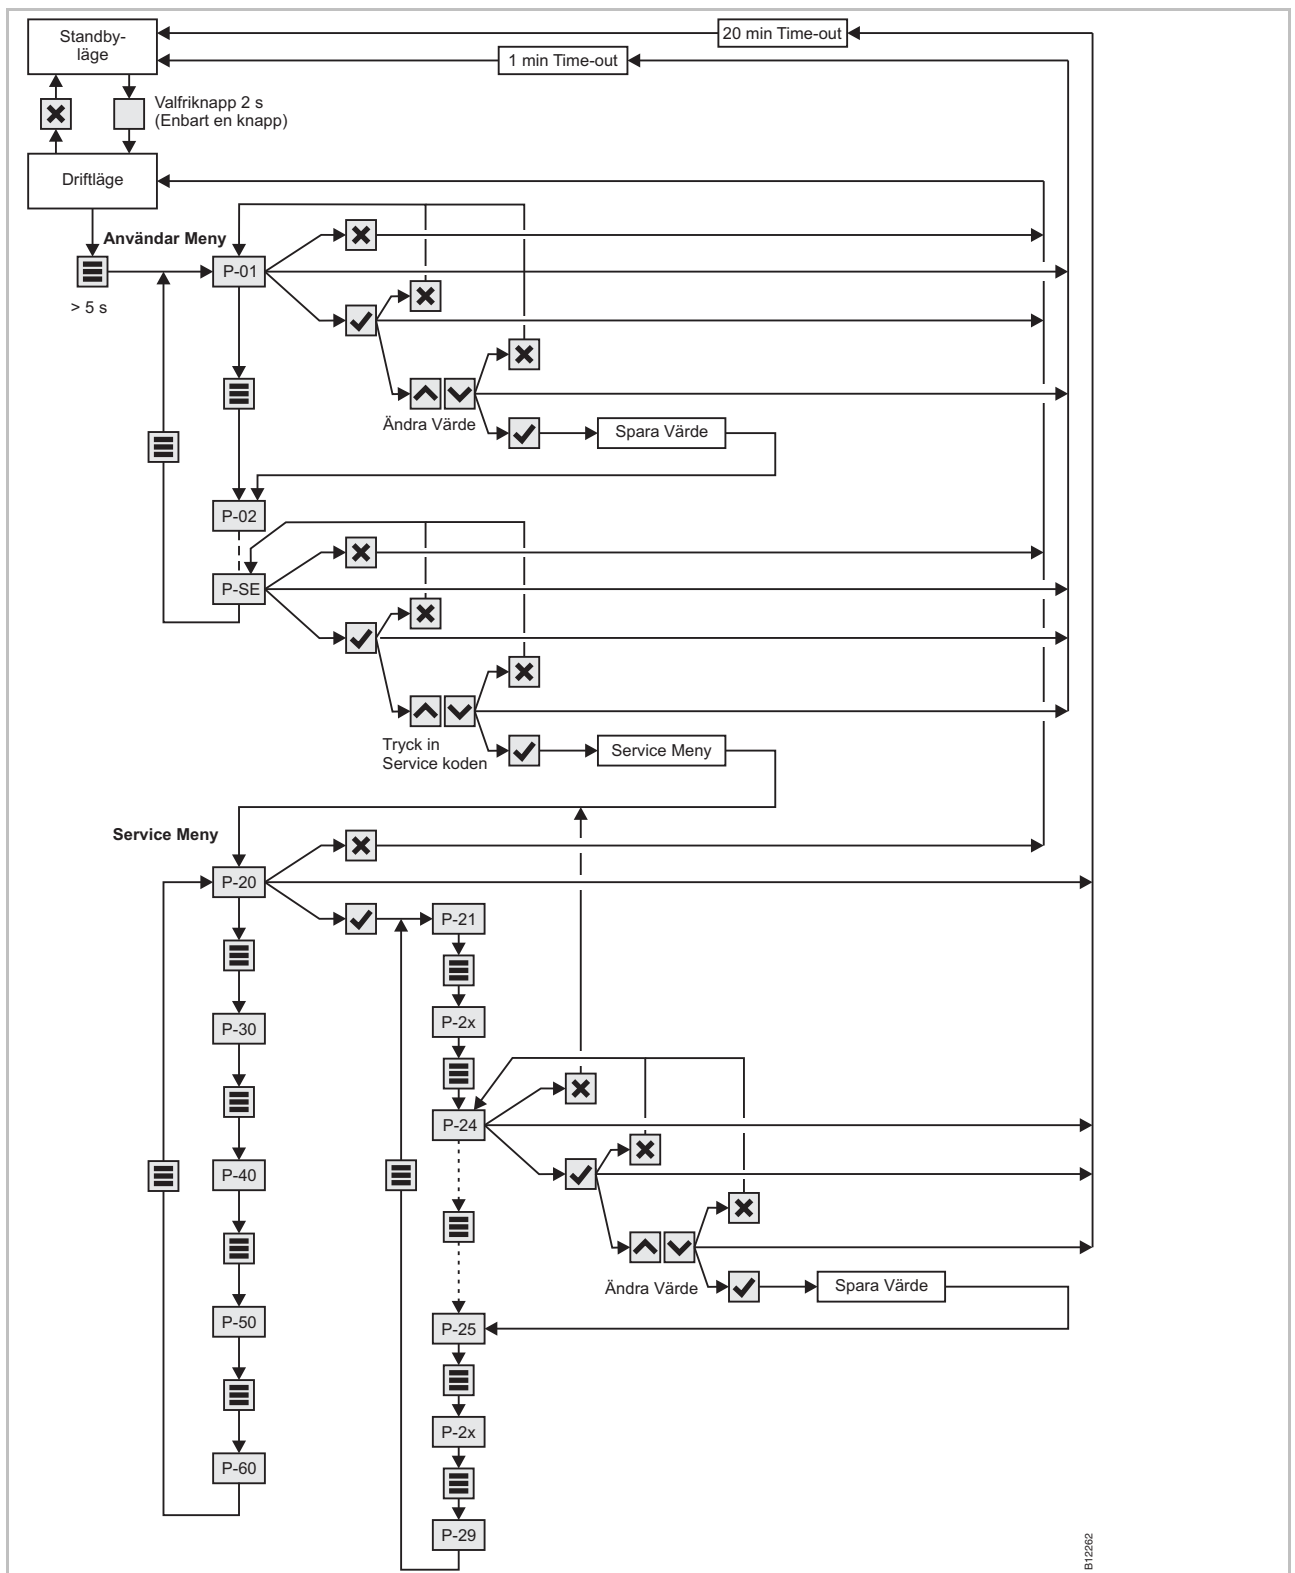 Standby-
läge
20 min Time-out
1 min Time-out
Valfriknapp 2 s
(Enbart en knapp)
Driftläge
Användar Meny
P-01
> 5 s
Ändra Värde
Spara Värde
P-02
P-SE
Tryck in
Service koden
Service Meny
Service Meny
P-20
P-21
P-2x
P-30
P-24
P-40
Ändra Värde
Spara Värde
P-50
P-25
P-2x
P-60
P-29
B12262